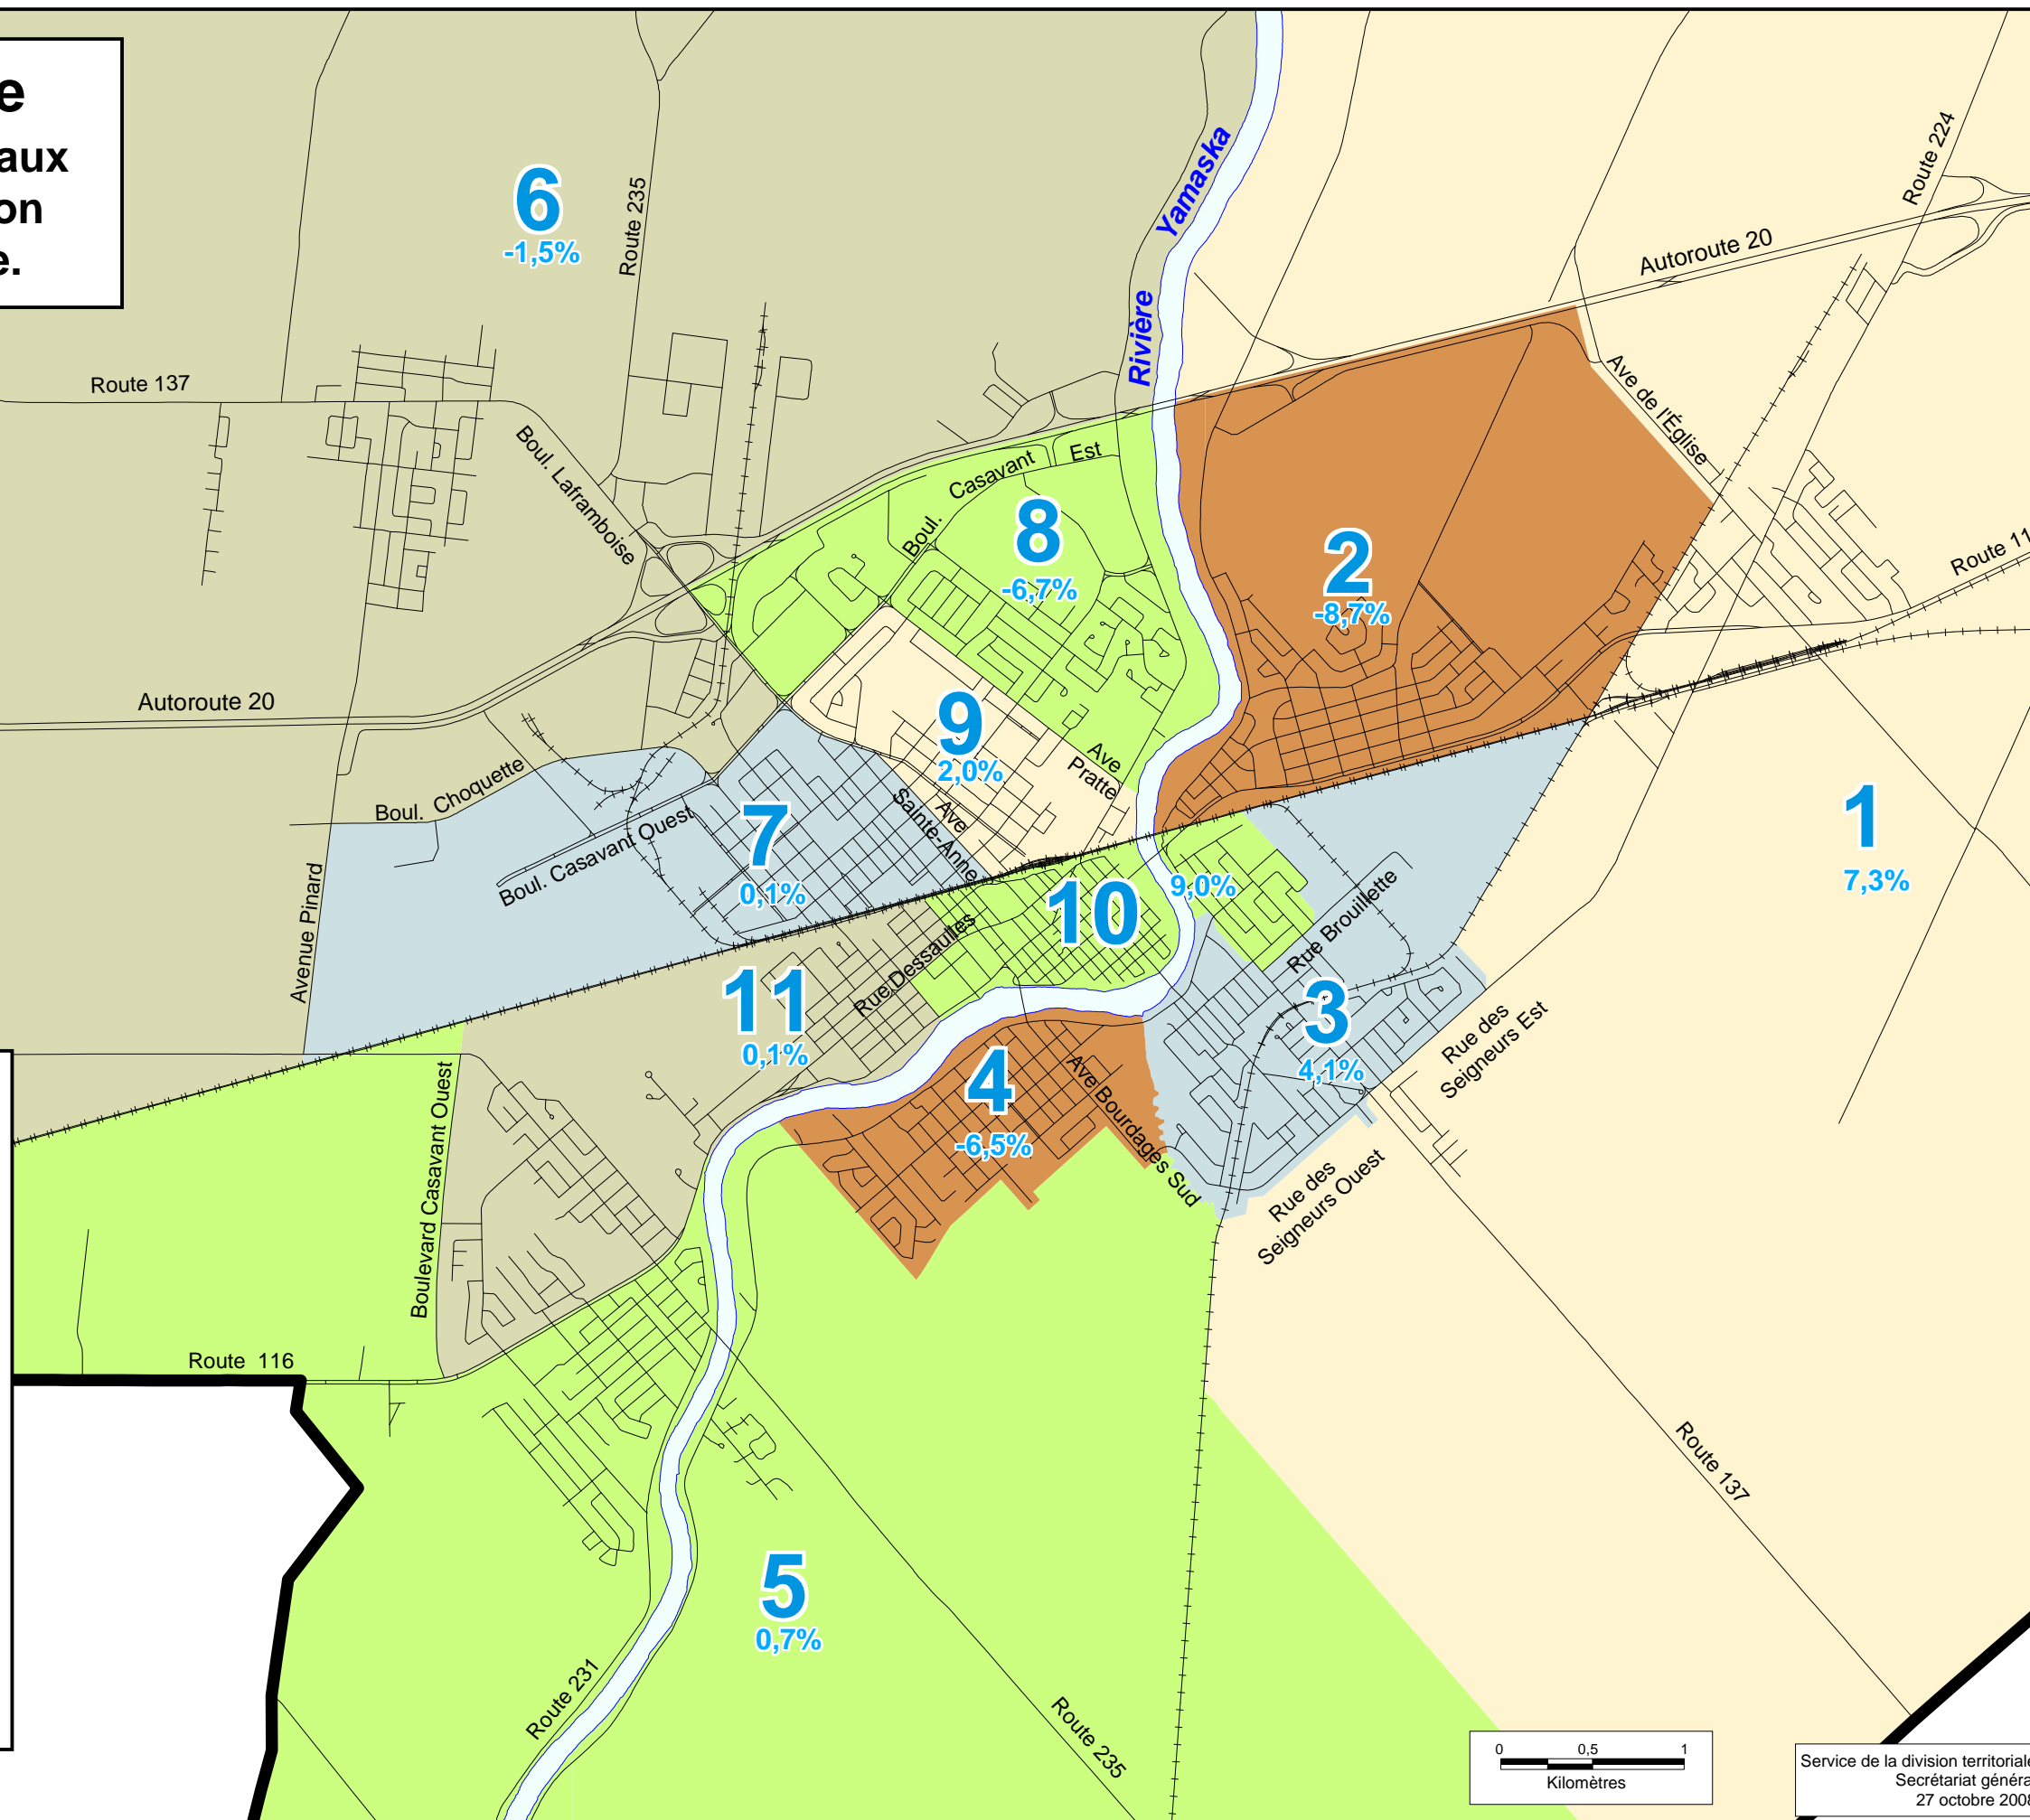 e
aux
on
e.
6
-1,5%
Route 235
Route 137
Rivière Yamaska
Route 224
Autoroute 20
Ave de l'Église
Route 11
Boul. Laframboise
Boul. Casavant Est
8
-6,7%
2
-8,7%
Autoroute 20
9
2,0%
Ave
Pratte
Boul. Choquette
Boul. Casavant Ouest
7
0,1%
Ave
Sainte-Anne
1
7,3%
10
9,0%
Avenue Pinard
Rue Dessaulles
Rue Brouillette
11
0,1%
3
4,1%
Rue des
Seigneurs Est
4
-6,5%
Ave Bourdages Sud
Rue des
Seigneurs Ouest
Boulevard Casavant Ouest
Route 116
Route 137
5
0,7%
Route 231
Route 235
0 0,5 1
Kilomètres
Service de la division territoriale
Secrétariat généra
27 octobre 2008